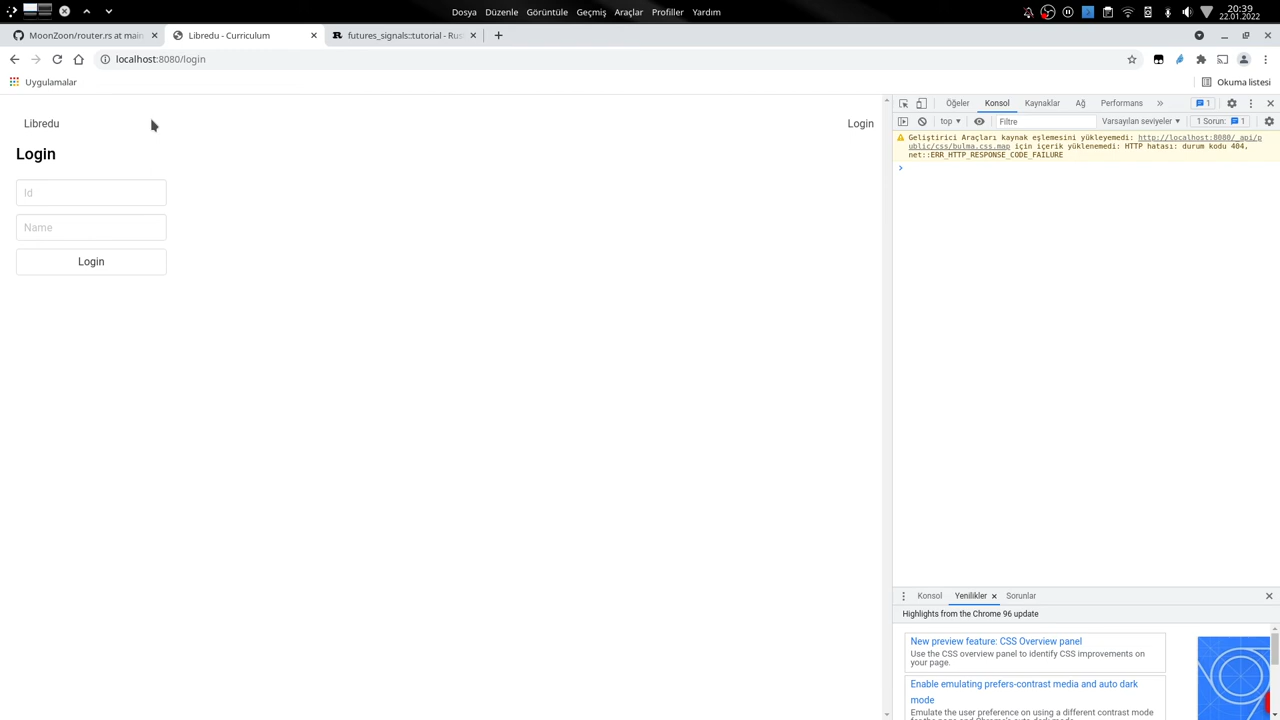 Dosya Düzenle Görüntüle Geçmiş Araçlar Profiller Yardım
20:39
22.01.2022
MoonZoon/router.rs at main
Libredu - Curriculum
futures_signals::tutorial - Rus
localhost:8080/login
Uygulamalar
Okuma listesi
Libredu
Login
Login
Id
Name
Login
Öğeler Konsol Kaynaklar Ağ Performans » 1
top Filtre Varsayılan seviyeler 1 Sorun: 1
Geliştirici Araçları kaynak eşlemesini yükleyemedi: http://localhost:8080/_api/p
ublic/css/bulma.css.map için içerik yüklenemedi: HTTP hatası: durum kodu 404,
net::ERR_HTTP_RESPONSE_CODE_FAILURE
Konsol Yenilikler Sorunlar
Highlights from the Chrome 96 update
New preview feature: CSS Overview panel
Use the CSS overview panel to identify CSS improvements on
your page.
Enable emulating prefers-contrast media and auto dark
mode
Emulate the user preference on using a different contrast mode